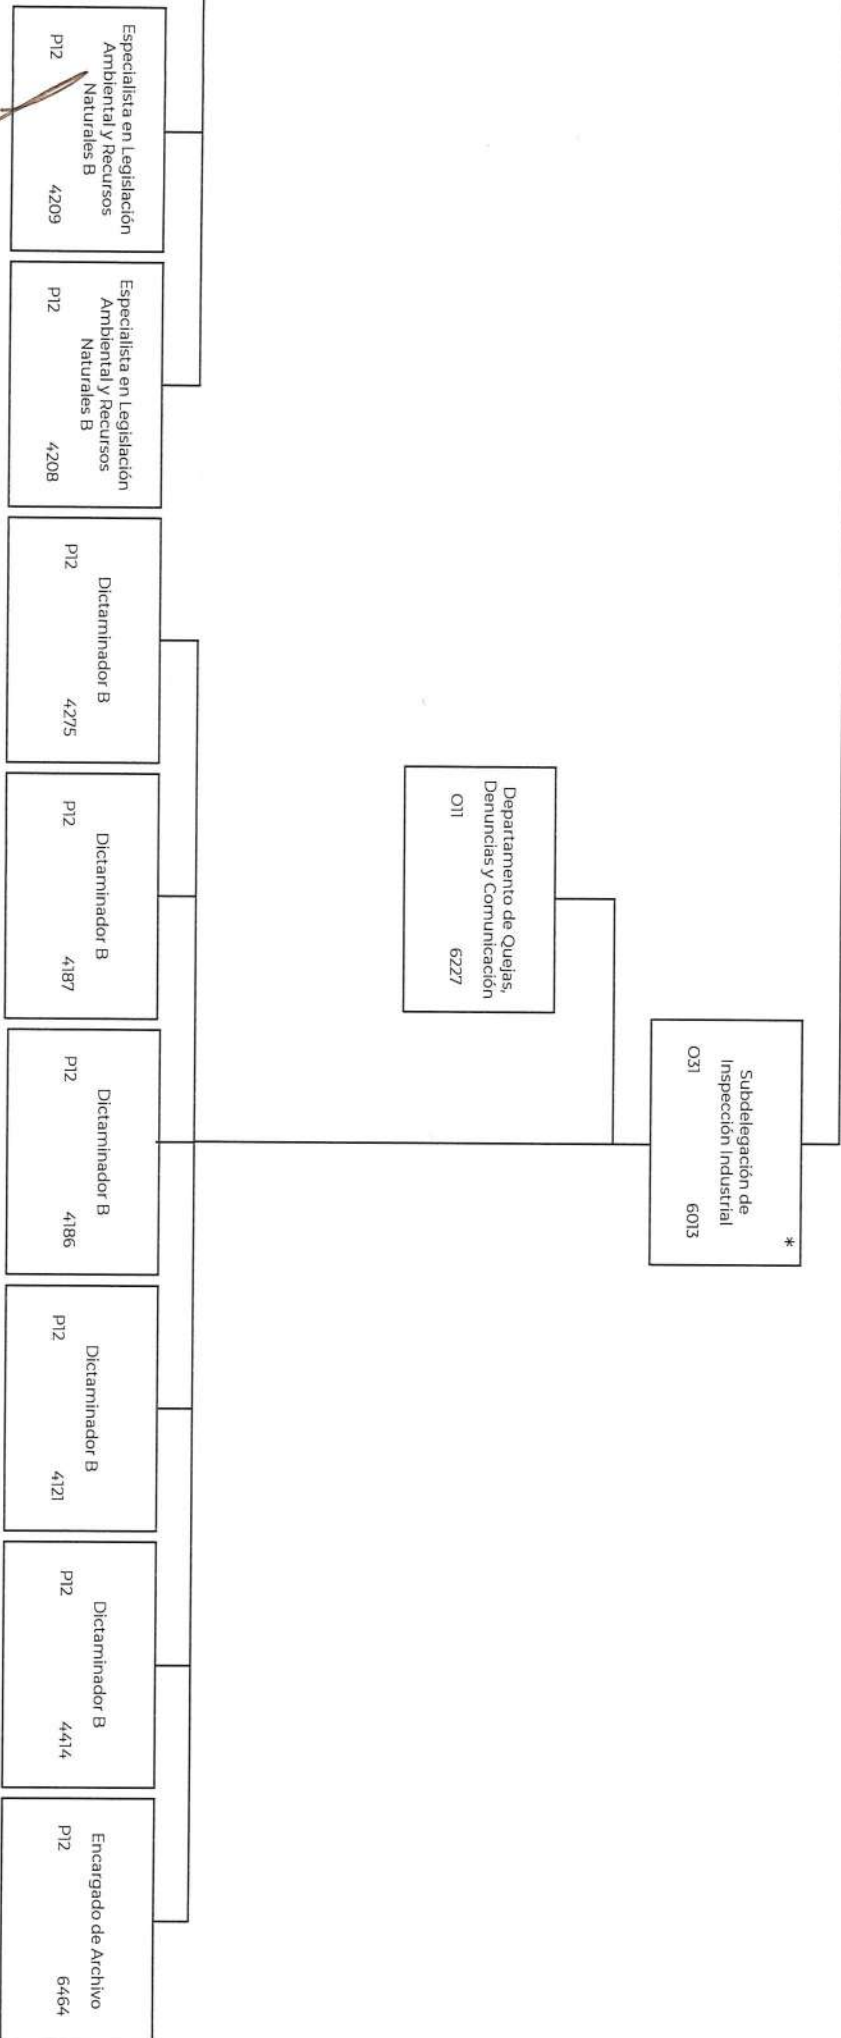 *
Subdelegación de
Inspección Industrial
O31 6013
Departamento de Quejas,
Denuncias y Comunicación
O11 6227
Especialista en Legislación
Ambiental y Recursos
Naturales B
P12 4209
Especialista en Legislación
Ambiental y Recursos
Naturales B
P12 4208
Dictaminador B
P12 4275
Dictaminador B
P12 4187
Dictaminador B
P12 4186
Dictaminador B
P12 4121
Dictaminador B
P12 4414
Encargado de Archivo
P12 6464